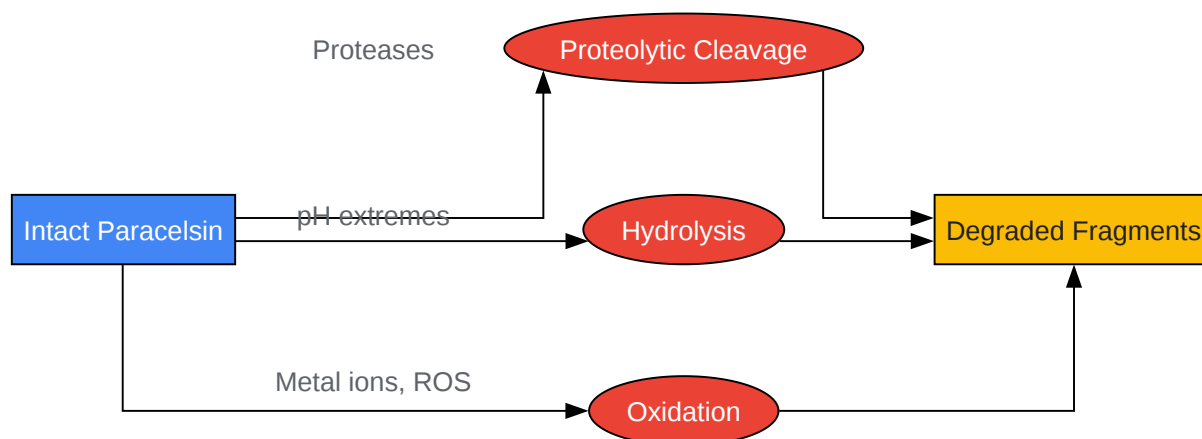 Proteases
Proteolytic Cleavage
Intact Paracelsin
pH extremes
Hydrolysis
Degraded Fragments
Metal ions, ROS
Oxidation